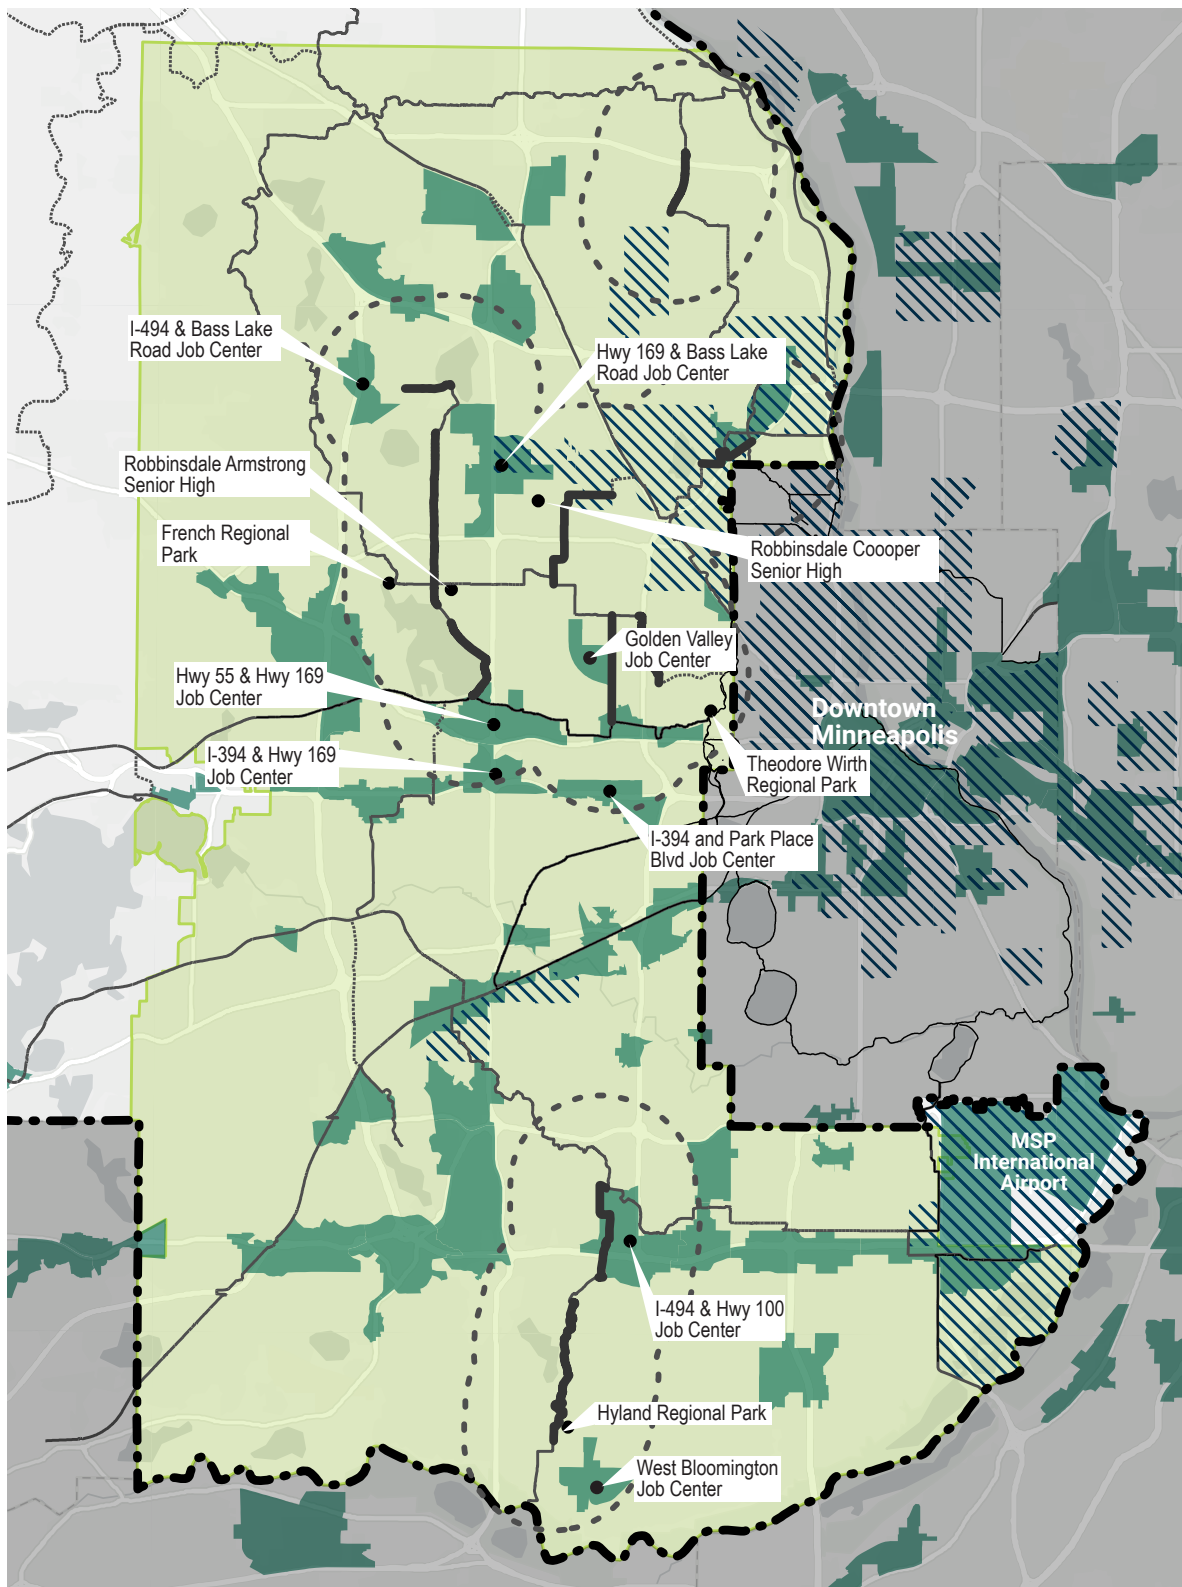 I-494 & Bass Lake
Road Job Center
Hwy 169 & Bass Lake
Road Job Center
Robbinsdale Armstrong
Senior High
French Regional
Park
Robbinsdale Coooper
Senior High
Golden Valley
Job Center
Hwy 55 & Hwy 169
Job Center
Downtown
Minneapolis
I-394 & Hwy 169
Job Center
Theodore Wirth
Regional Park
I-394 and Park Place
Blvd Job Center
MSP
International
Airport
I-494 & Hwy 100
Job Center
Hyland Regional Park
West Bloomington
Job Center